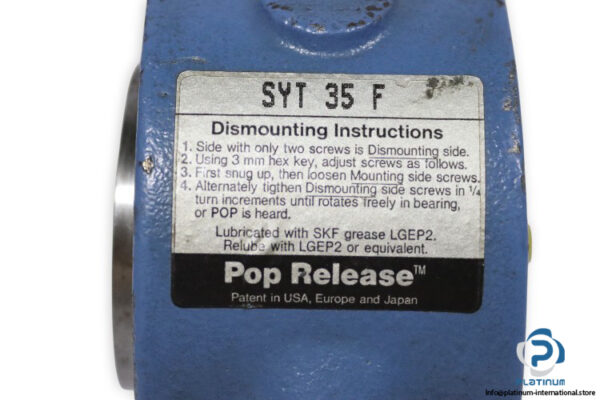 SYT 35 F
Dismounting Instructions
1. Side with only two screws is Dismounting side.
2. Using 3 mm hex key, adjust screws as follows.
3. First snug up, then loosen Mounting side screws.
4. Alternately tigthen Dismounting side screws in ¼
turn increments until rotates freely in bearing,
or POP is heard.
Lubricated with SKF grease LGEP2.
Relube with LGEP2 or equivalent.
Pop Release™
Patent in USA, Europe and Japan
PLATINUM
info@platinum-international.store